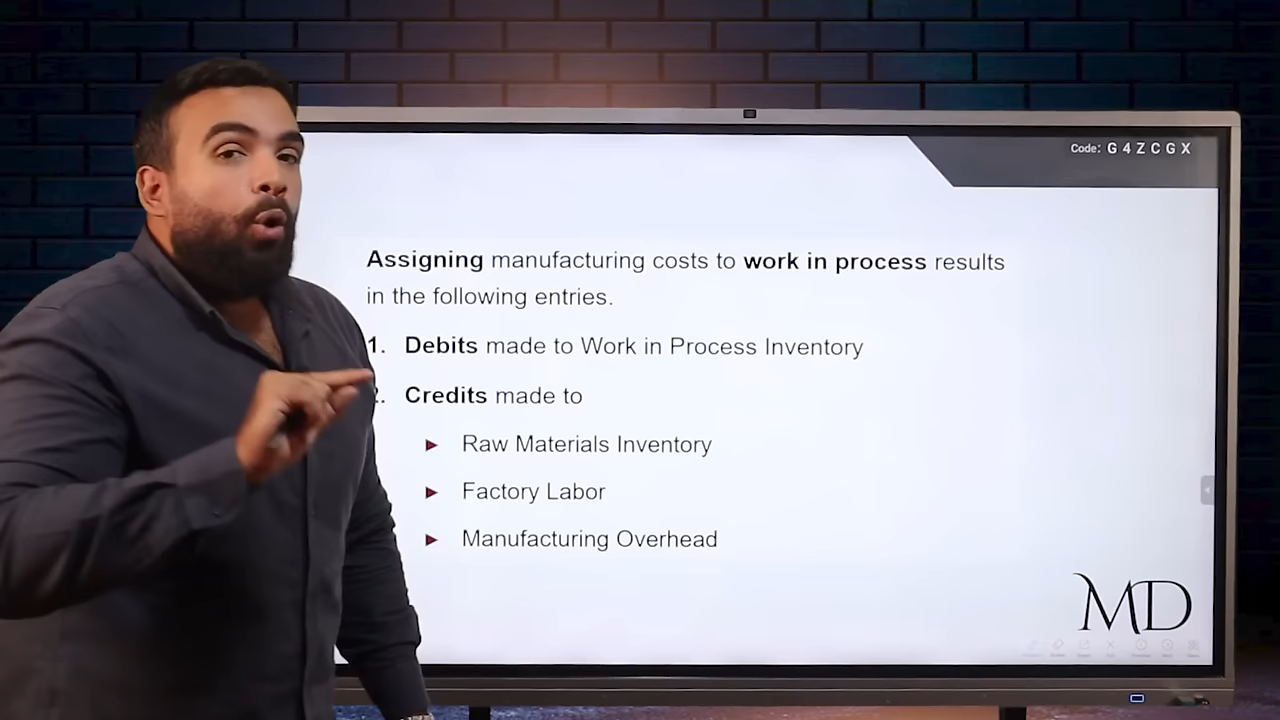 Code: G 4 Z C G X
Assigning manufacturing costs to work in process results
in the following entries.
1. Debits made to Work in Process Inventory
2. Credits made to
► Raw Materials Inventory
► Factory Labor
► Manufacturing Overhead
MD